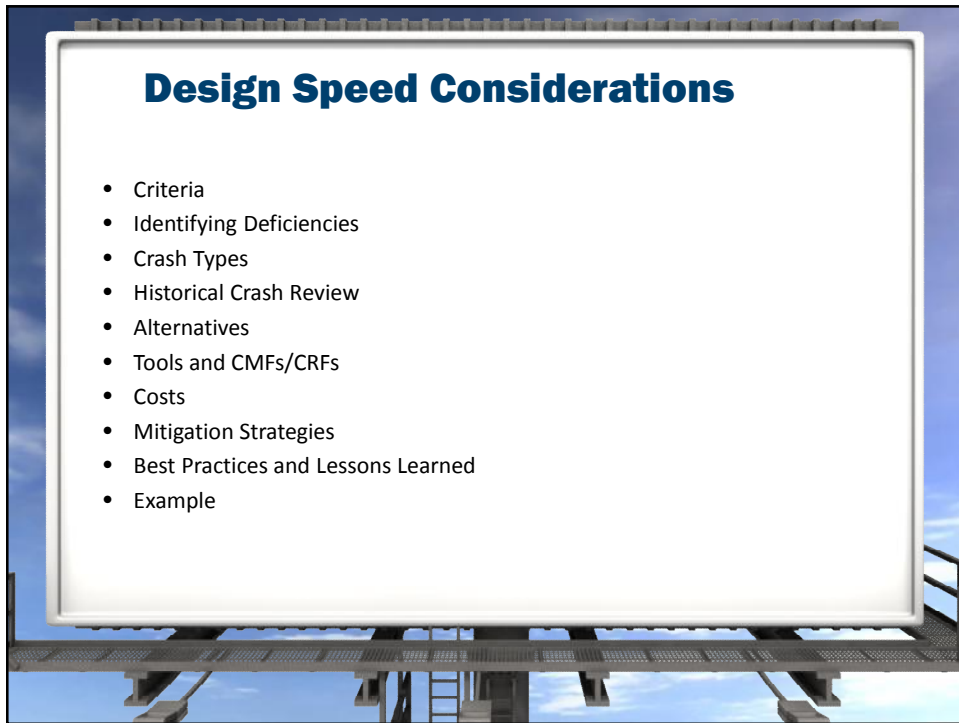 Design Speed Considerations
• Criteria
• Identifying Deficiencies
• Crash Types
• Historical Crash Review
• Alternatives
• Tools and CMFs/CRFs
• Costs
• Mitigation Strategies
• Best Practices and Lessons Learned
• Example